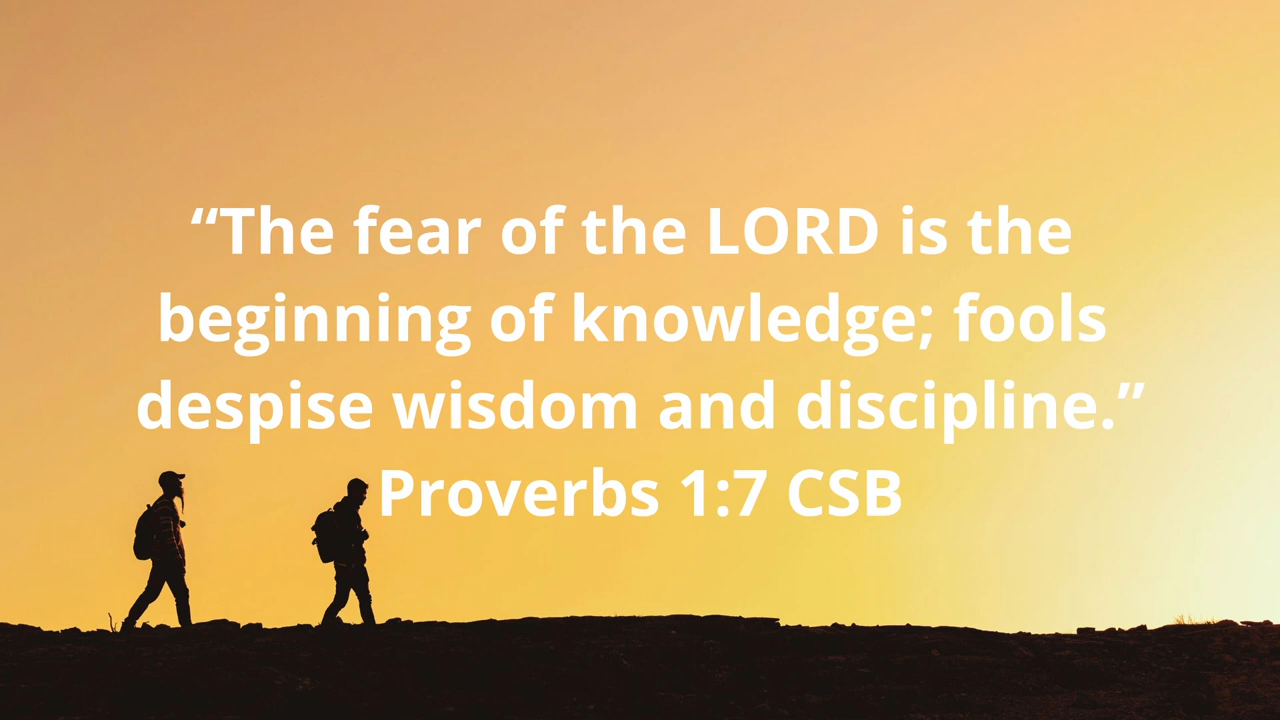 “The fear of the LORD is the
beginning of knowledge; fools
despise wisdom and discipline.”
Proverbs 1:7 CSB